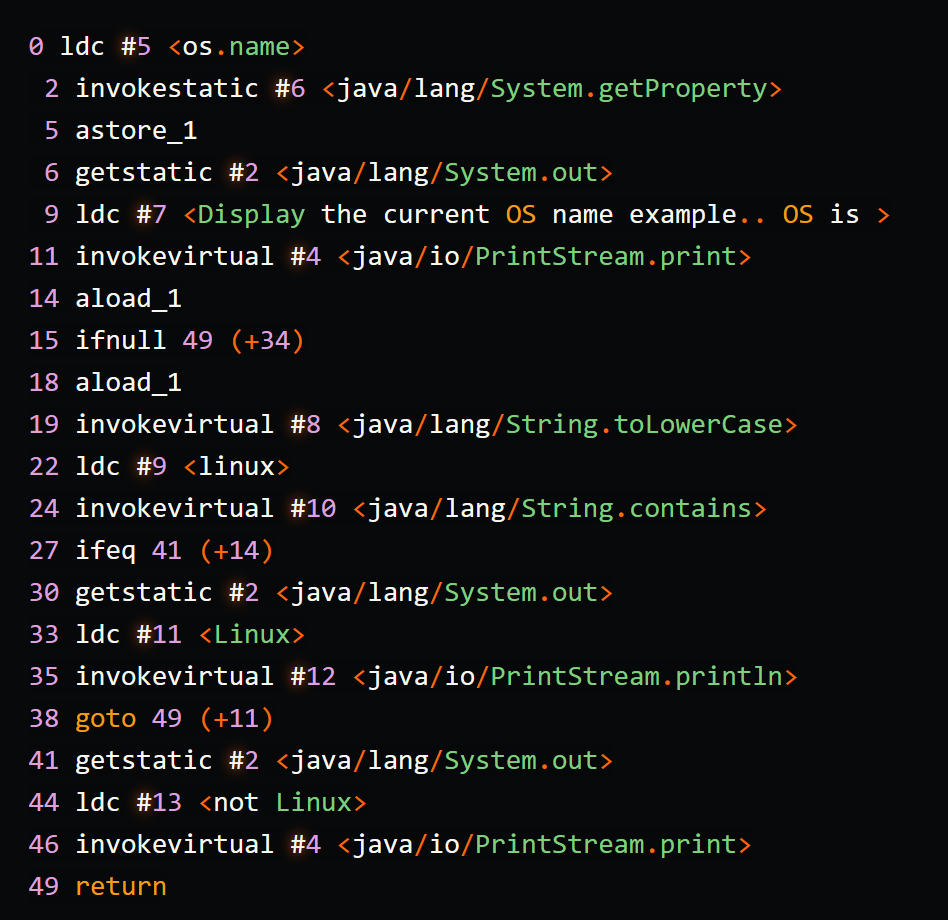 0 ldc #5 <os.name>
2 invokestatic #6 <java/lang/System.getProperty>
5 astore_1
6 getstatic #2 <java/lang/System.out>
9 ldc #7 <Display the current OS name example.. OS is >
11 invokevirtual #4 <java/io/PrintStream.print>
14 aload_1
15 ifnull 49 (+34)
18 aload_1
19 invokevirtual #8 <java/lang/String.toLowerCase>
22 ldc #9 <linux>
24 invokevirtual #10 <java/lang/String.contains>
27 ifeq 41 (+14)
30 getstatic #2 <java/lang/System.out>
33 ldc #11 <Linux>
35 invokevirtual #12 <java/io/PrintStream.println>
38 goto 49 (+11)
41 getstatic #2 <java/lang/System.out>
44 ldc #13 <not Linux>
46 invokevirtual #4 <java/io/PrintStream.print>
49 return